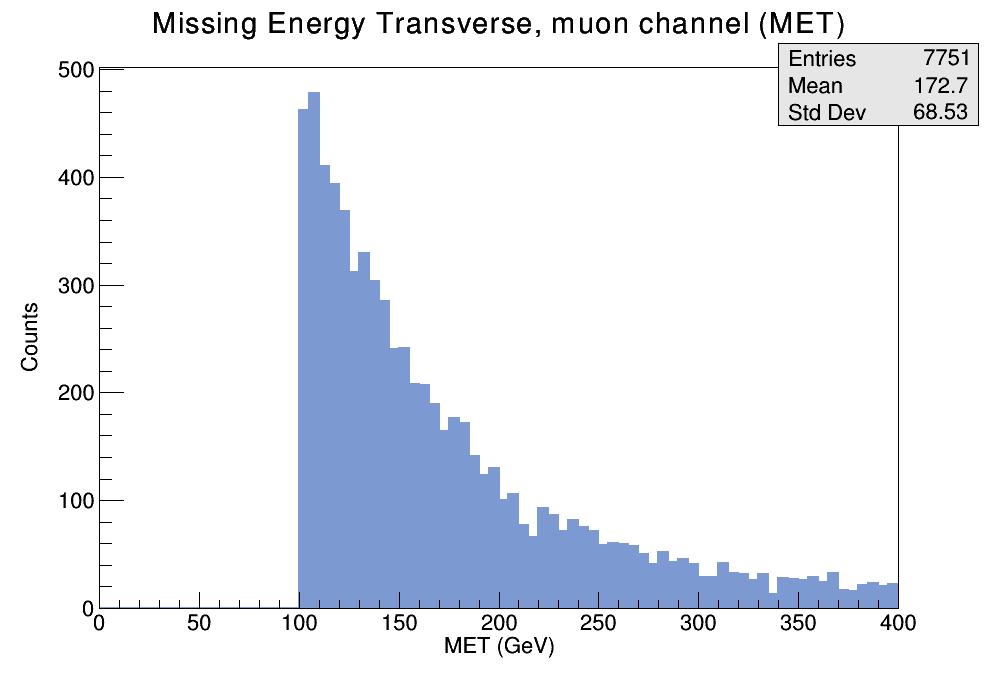 Missing Energy Transverse, muon channel (MET)
Entries 7751
Mean 172.7
Std Dev 68.53
500
400
300
200
100
0
Counts
0 50 100 150 200 250 300 350 400
MET (GeV)